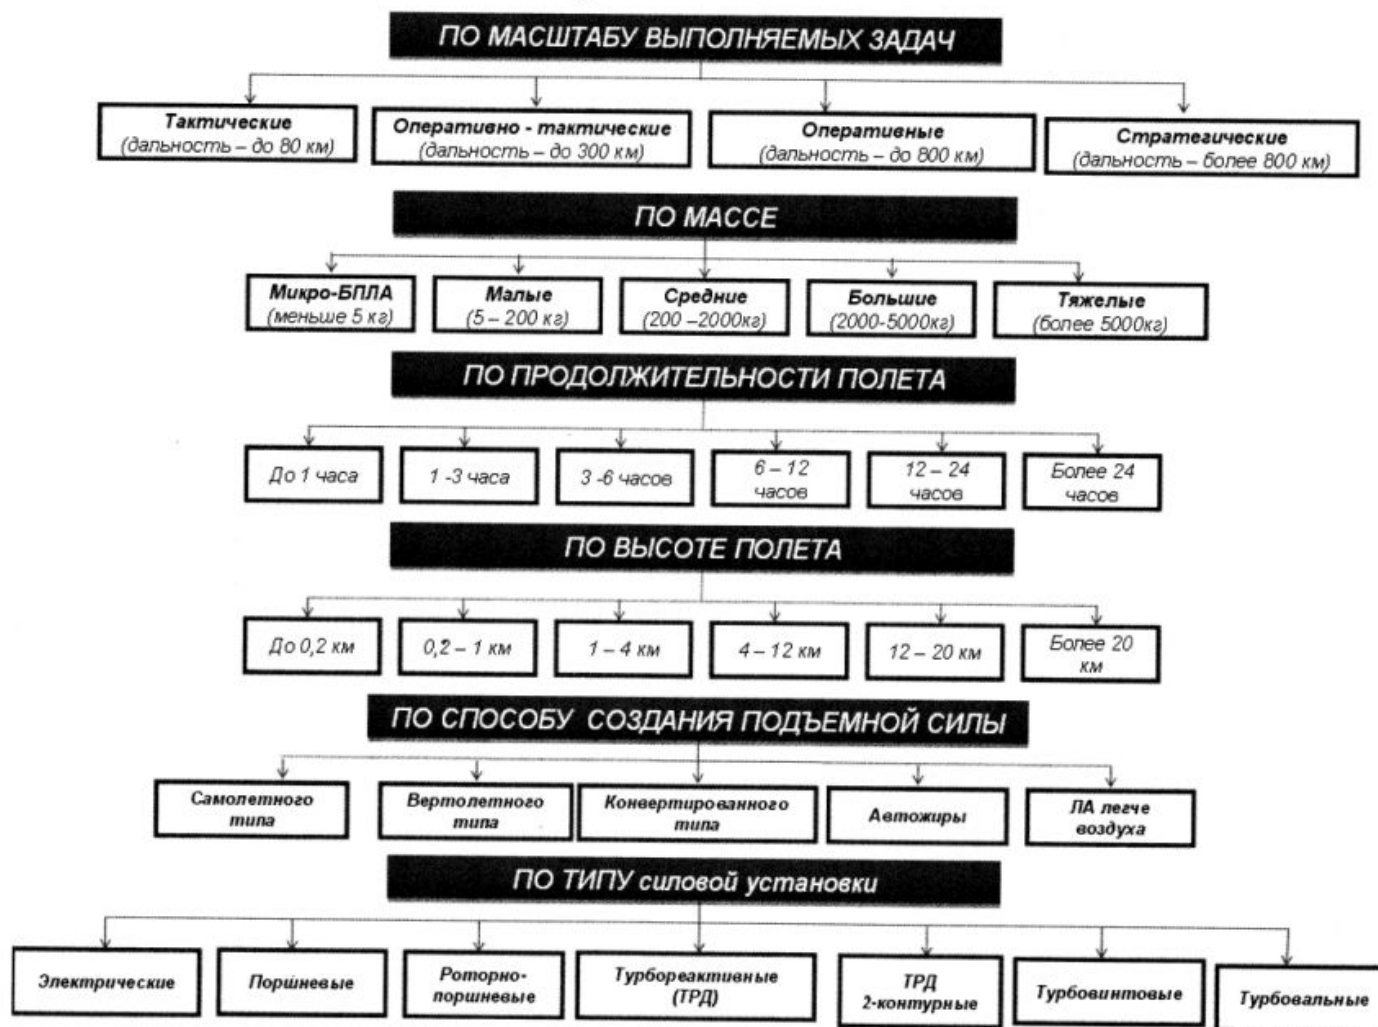 ПО МАСШТАБУ ВЫПОЛНЯЕМЫХ ЗАДАЧ
Тактические
(дальность – до 80 км)
Оперативно - тактические
(дальность – до 300 км)
Оперативные
(дальность – до 800 км)
Стратегические
(дальность – более 800 км)
ПО МАССЕ
Микро-БПЛА
(меньше 5 кг)
Малые
(5 – 200 кг)
Средние
(200 –2000кг)
Большие
(2000-5000кг)
Тяжелые
(более 5000кг)
ПО ПРОДОЛЖИТЕЛЬНОСТИ ПОЛЕТА
До 1 часа
1 -3 часа
3 -6 часов
6 – 12
часов
12 – 24
часов
Более 24
часов
ПО ВЫСОТЕ ПОЛЕТА
До 0,2 км
0,2 – 1 км
1 – 4 км
4 – 12 км
12 – 20 км
Более 20
км
ПО СПОСОБУ СОЗДАНИЯ ПОДЪЕМНОЙ СИЛЫ
Самолетного
типа
Вертолетного
типа
Конвертированного
типа
Автожиры
ЛА легче
воздуха
ПО ТИПУ силовой установки
Электрические
Поршневые
Роторно-
поршневые
Турбореактивные
(ТРД)
ТРД
2-контурные
Турбовинтовые
Турбовальные